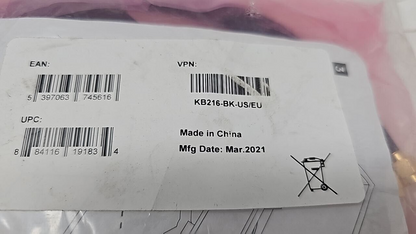 EAN:
5 397063 745616
UPC:
8 84116 19183 4
VPN:
KB216-BK-US/EU
Made in China
Mfg Date: Mar.2021